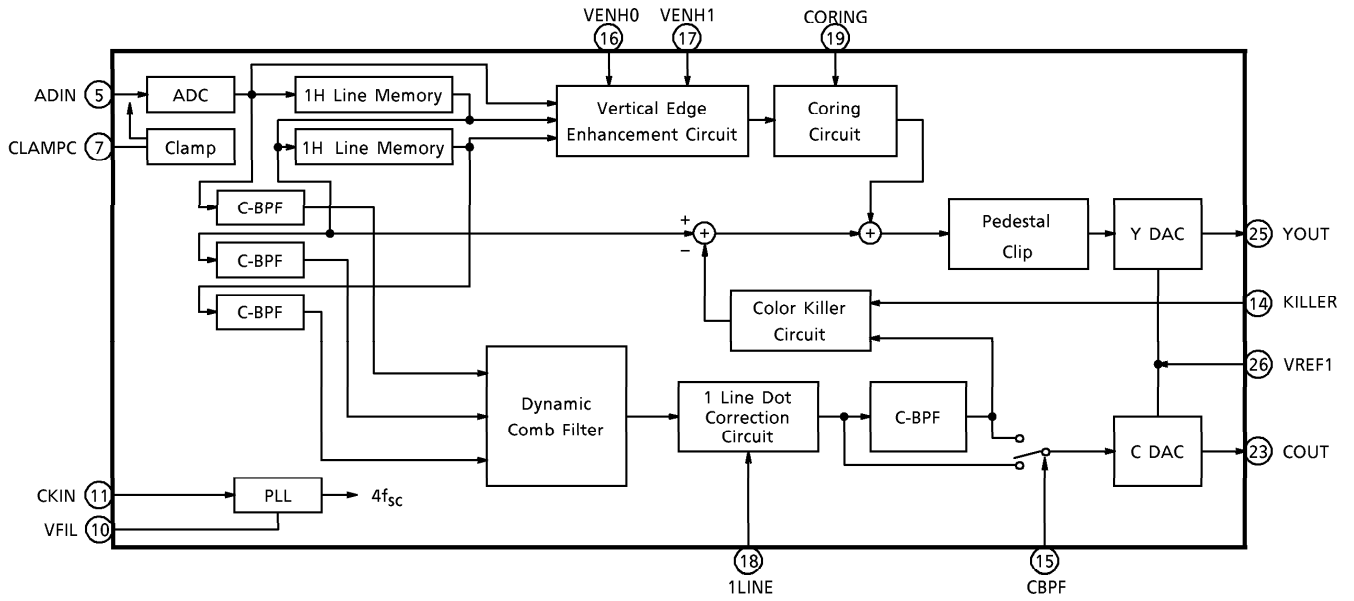 VENH0
VENH1
CORING
16
17
19
ADIN
5
ADC
1H Line Memory
Vertical Edge
Enhancement Circuit
Coring
Circuit
CLAMPC
7
Clamp
1H Line Memory
C-BPF
+
−
+
+
Pedestal
Clip
Y DAC
25
YOUT
C-BPF
C-BPF
Color Killer
Circuit
14
KILLER
26
VREF1
Dynamic
Comb Filter
1 Line Dot
Correction
Circuit
C-BPF
C DAC
23
COUT
CKIN
11
PLL
4fsc
VFIL
10
18
15
1LINE
CBPF